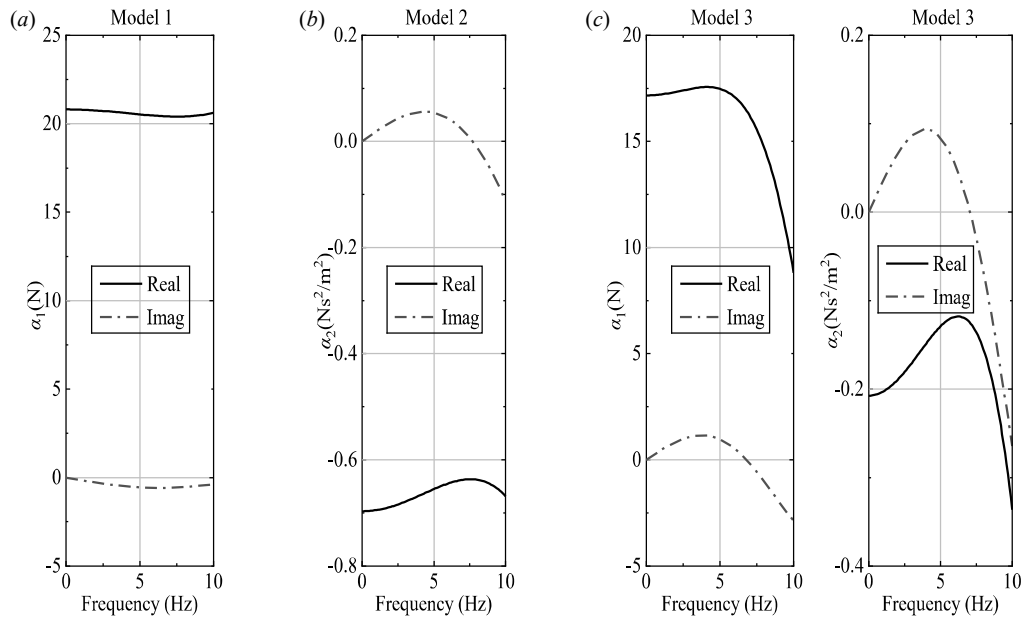 (a) Model 1
25
20
15
10
5
0
-5
α₁(N)
Real
Imag
0 5 10
Frequency (Hz)
(b) Model 2
0.2
0.0
-0.2
-0.4
-0.6
-0.8
α₂(Ns²/m²)
Real
Imag
0 5 10
Frequency (Hz)
(c) Model 3
20
15
10
5
0
-5
α₁(N)
Real
Imag
0 5 10
Frequency (Hz)
Model 3
0.2
0.0
-0.2
-0.4
α₂(Ns²/m²)
Real
Imag
0 5 10
Frequency (Hz)